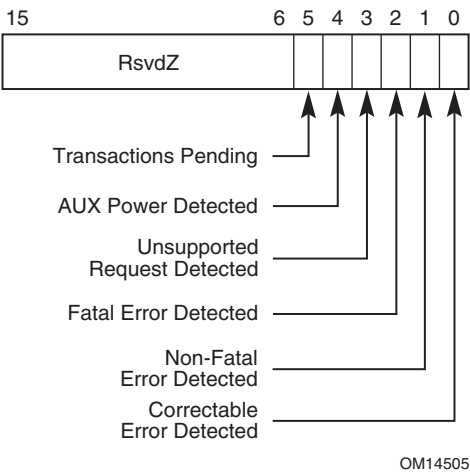 15 6 5 4 3 2 1 0
RsvdZ
Transactions Pending
AUX Power Detected
Unsupported
Request Detected
Fatal Error Detected
Non-Fatal
Error Detected
Correctable
Error Detected
OM14505